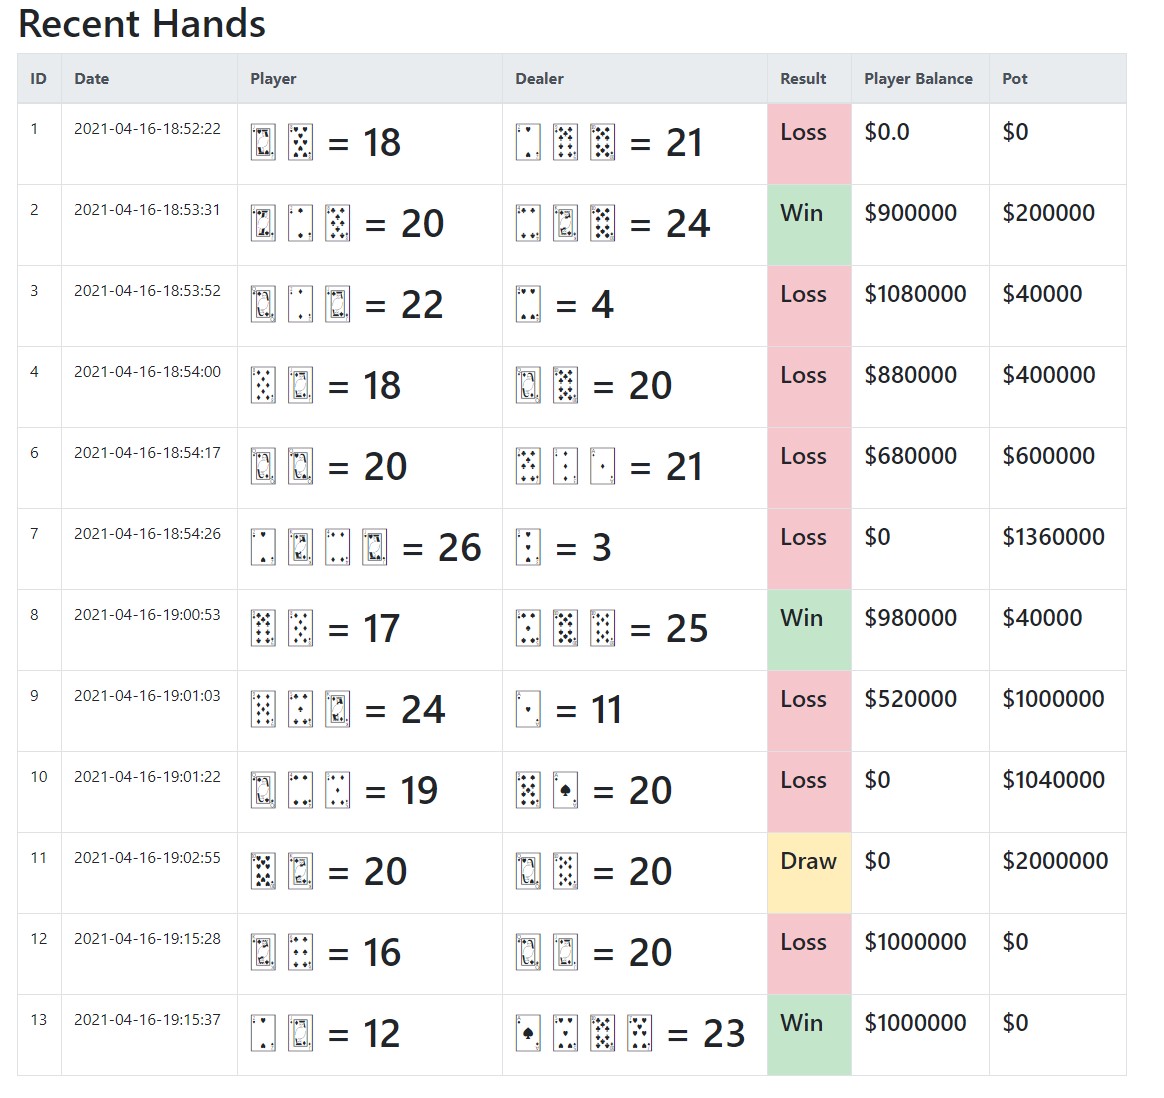 Recent Hands
ID Date Player Dealer Result Player Balance Pot
1 2021-04-16-18:52:22 = 18 = 21 Loss $0.0 $0
2 2021-04-16-18:53:31 = 20 = 24 Win $900000 $200000
3 2021-04-16-18:53:52 = 22 = 4 Loss $1080000 $40000
4 2021-04-16-18:54:00 = 18 = 20 Loss $880000 $400000
6 2021-04-16-18:54:17 = 20 = 21 Loss $680000 $600000
7 2021-04-16-18:54:26 = 26 = 3 Loss $0 $1360000
8 2021-04-16-19:00:53 = 17 = 25 Win $980000 $40000
9 2021-04-16-19:01:03 = 24 = 11 Loss $520000 $1000000
10 2021-04-16-19:01:22 = 19 = 20 Loss $0 $1040000
11 2021-04-16-19:02:55 = 20 = 20 Draw $0 $2000000
12 2021-04-16-19:15:28 = 16 = 20 Loss $1000000 $0
13 2021-04-16-19:15:37 = 12 = 23 Win $1000000 $0